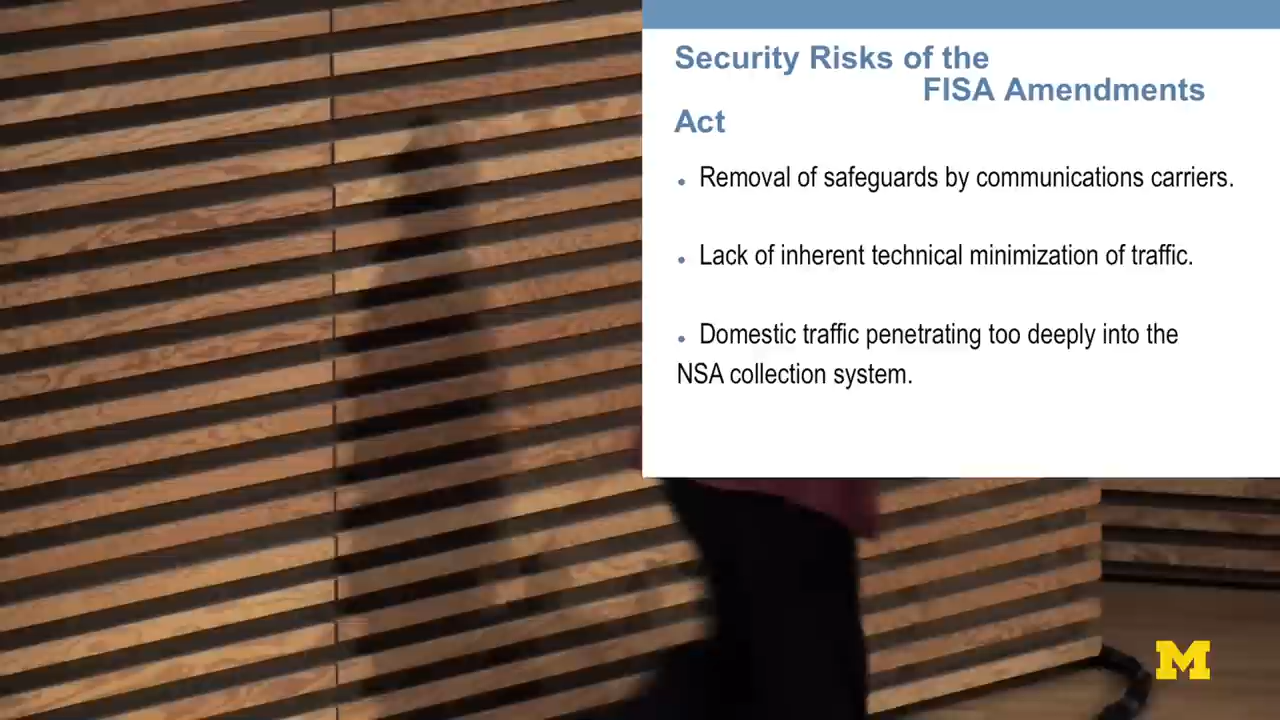 Security Risks of the
FISA Amendments
Act
• Removal of safeguards by communications carriers.
• Lack of inherent technical minimization of traffic.
• Domestic traffic penetrating too deeply into the
NSA collection system.
M